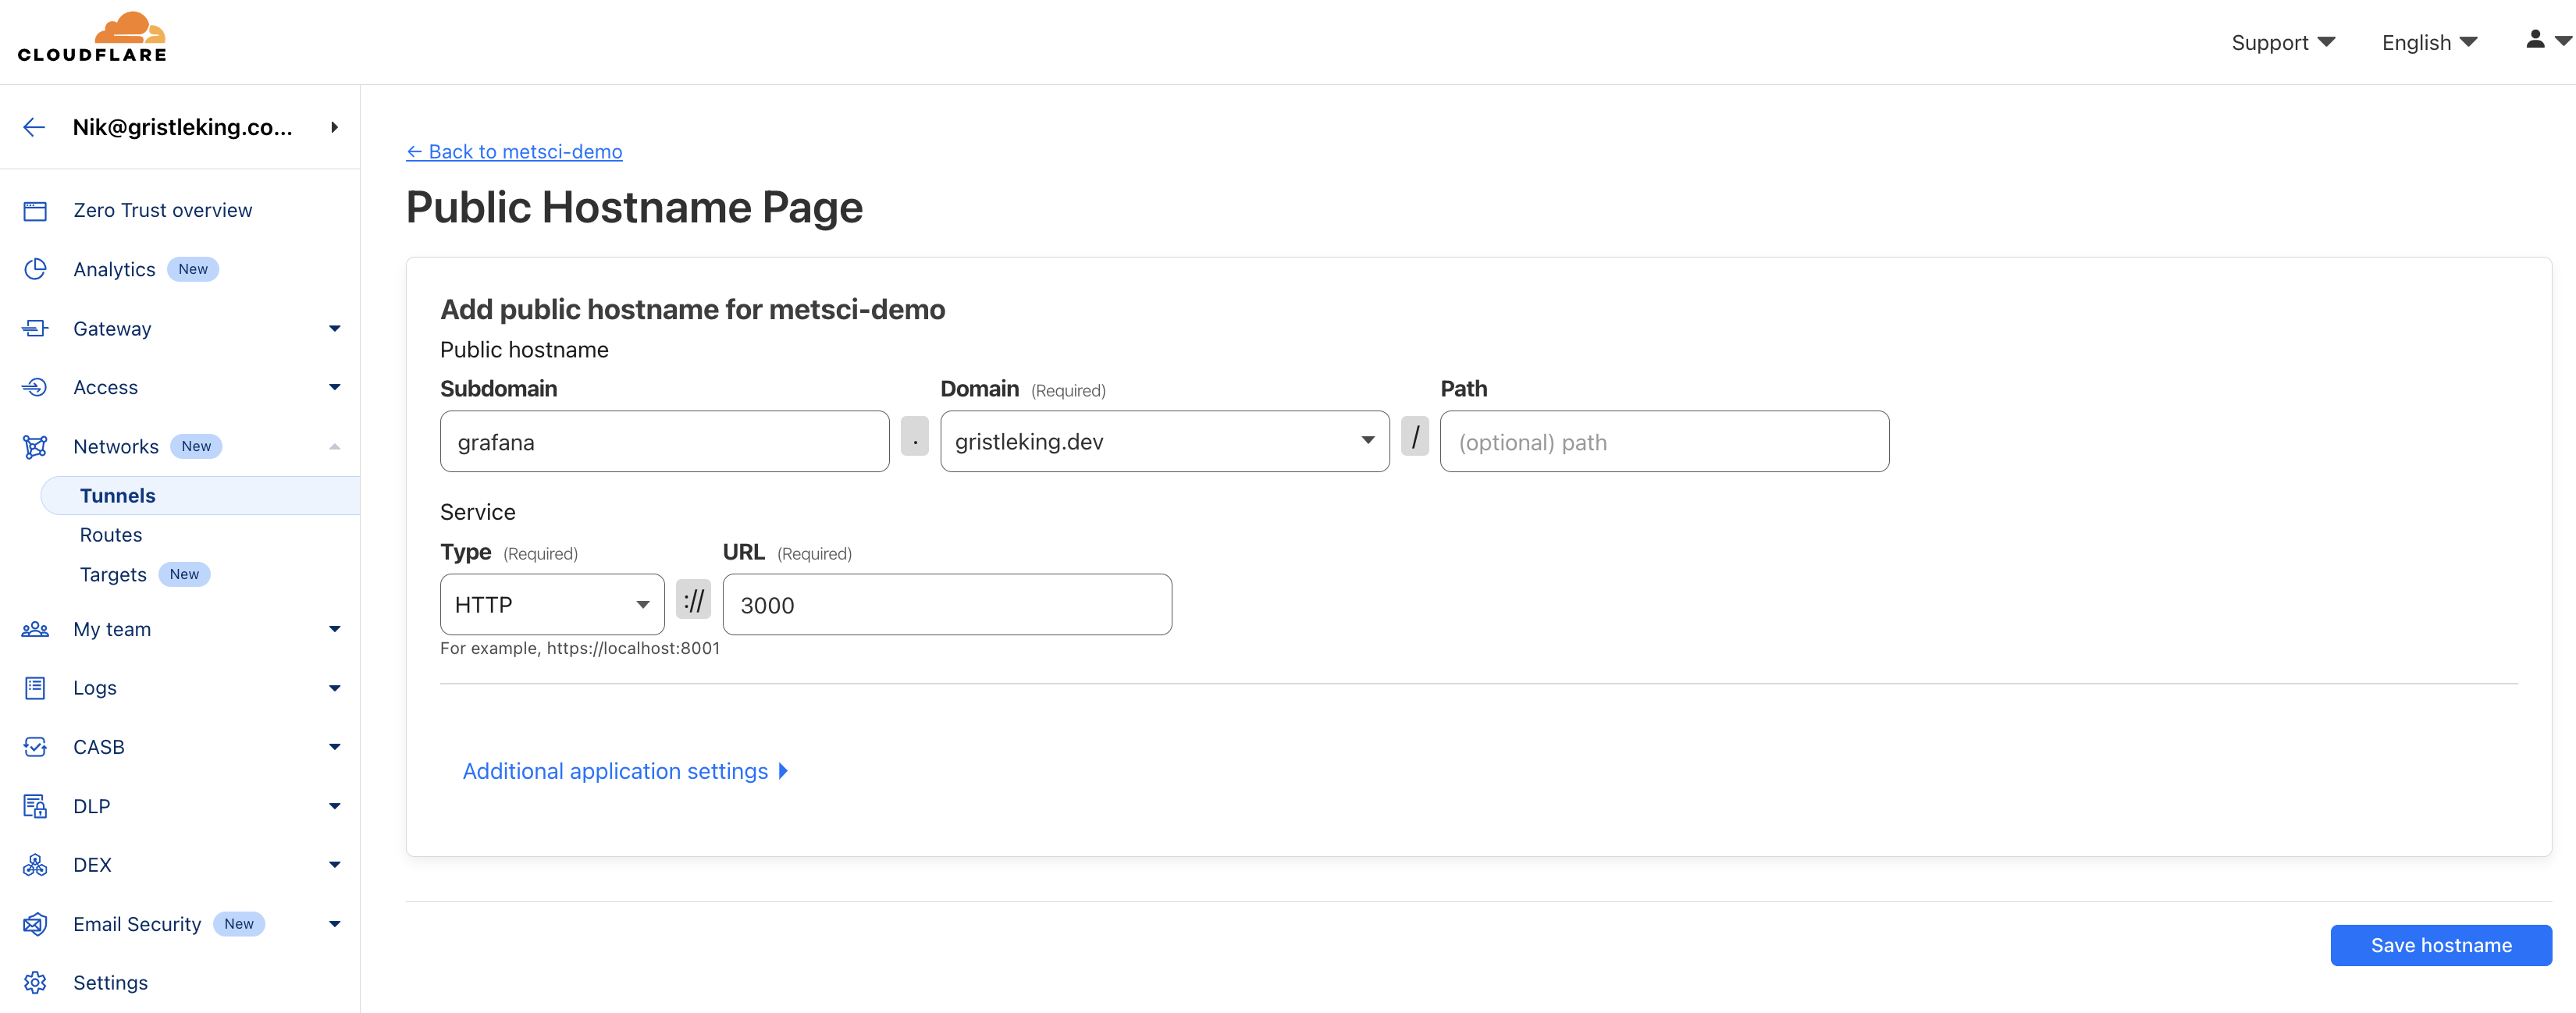 CLOUDFLARE
Support
English
Nik@gristleking.co...
Zero Trust overview
Analytics New
Gateway
Access
Networks New
Tunnels
Routes
Targets New
My team
Logs
CASB
DLP
DEX
Email Security New
Settings
← Back to metsci-demo
Public Hostname Page
Add public hostname for metsci-demo
Public hostname
Subdomain Domain (Required) Path
grafana . gristleking.dev / (optional) path
Service
Type (Required) URL (Required)
HTTP :// 3000
For example, https://localhost:8001
Additional application settings
Save hostname